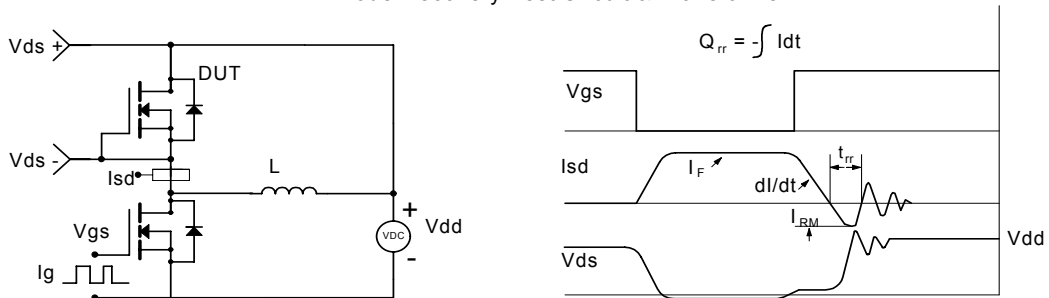 Q rr = - ∫ Idt
Vds +
DUT
Vgs
Vds -
Isd
L
Isd
I F
t rr
dI/dt
I RM
Vgs
+
Vdd
VDC
-
Vdd
Vds
Ig